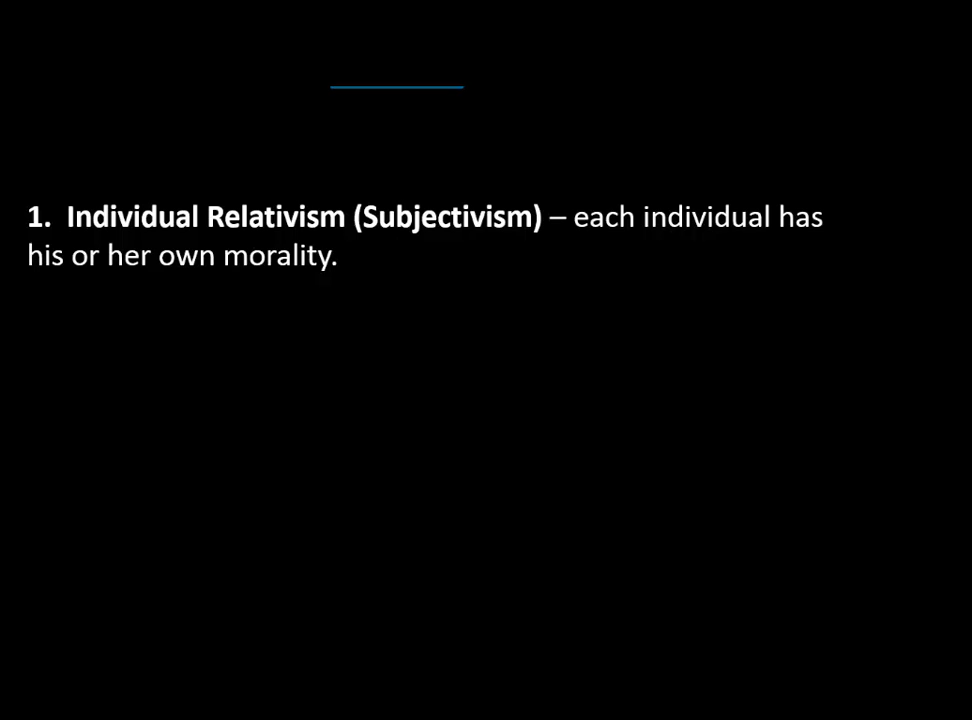 1. Individual Relativism (Subjectivism) – each individual has
his or her own morality.